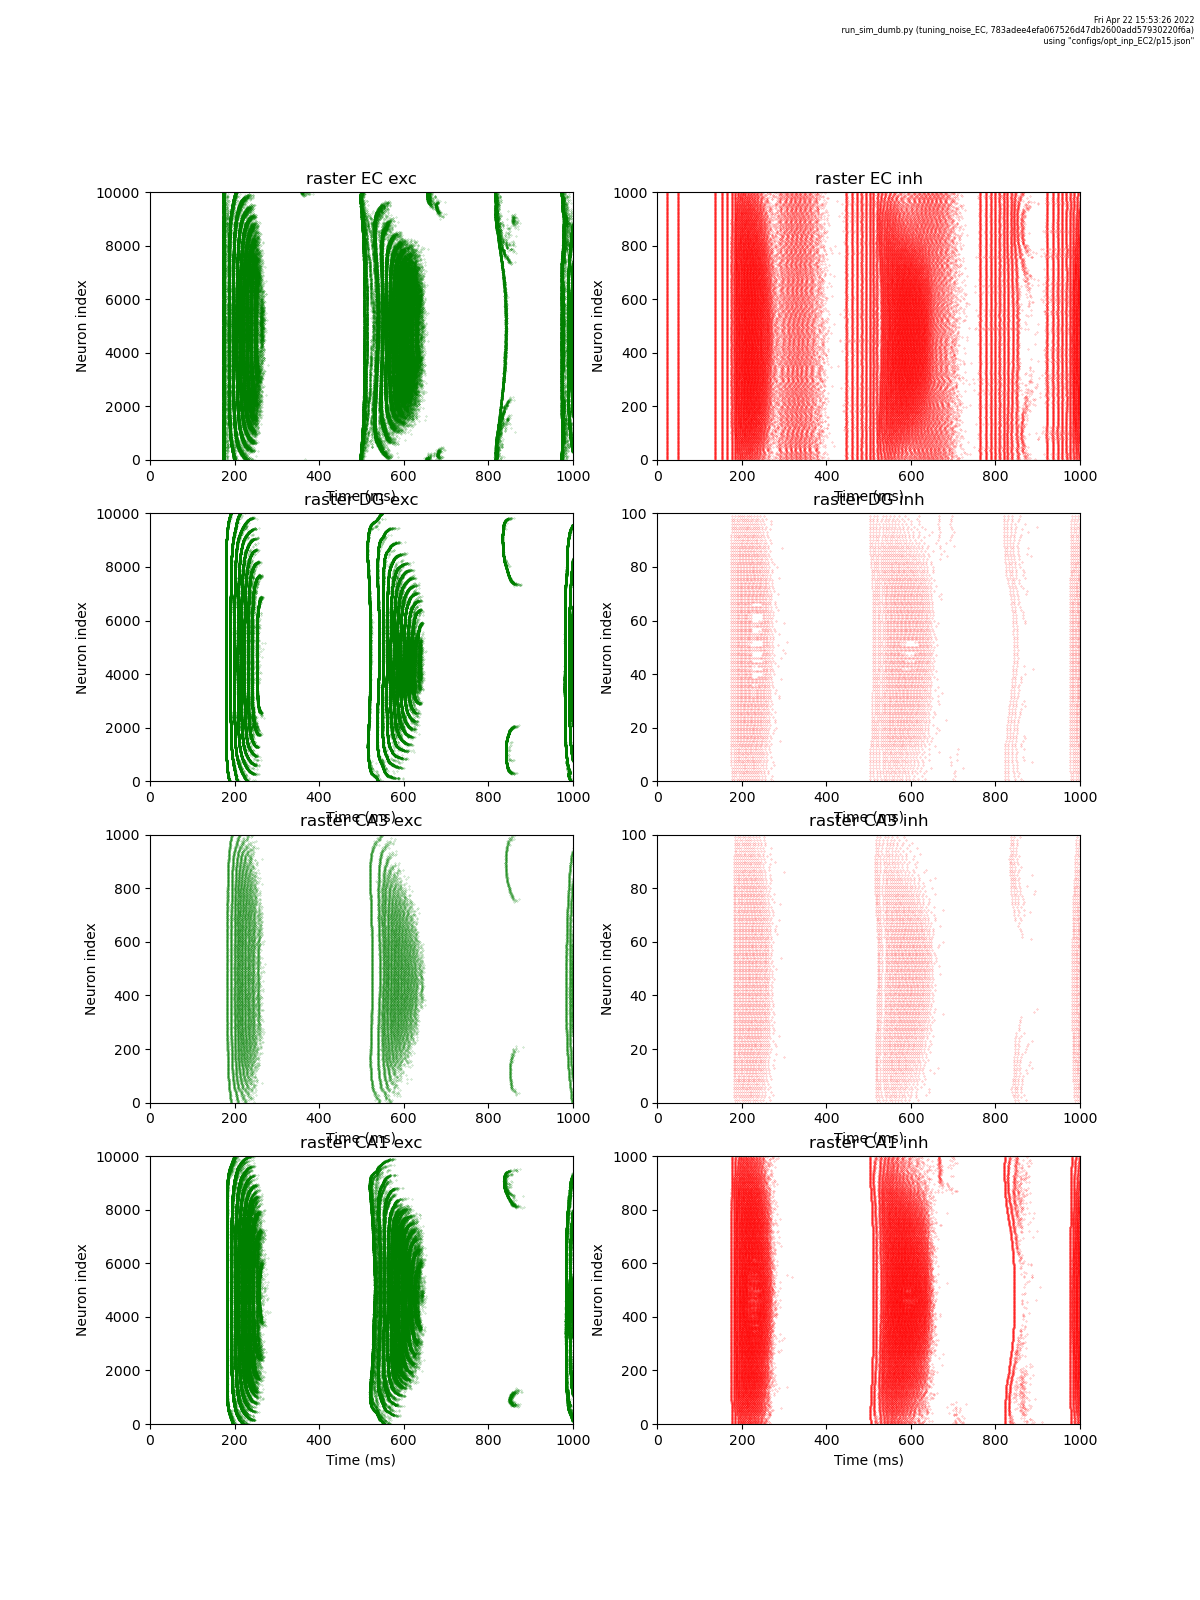 Fri Apr 22 15:53:26 2022
run_sim_dumb.py (tuning_noise_EC, 783adee4efa067526d47db2600add57930220f6a)
using "configs/opt_inp_EC2/p15.json"
raster EC exc
raster EC inh
10000
8000
6000
4000
2000
0
Neuron index
0 200 400 600 800 1000
Time (ms)
1000
800
600
400
200
0
Neuron index
0 200 400 600 800 1000
Time (ms)
raster DG exc
raster DG inh
10000
8000
6000
4000
2000
0
Neuron index
0 200 400 600 800 1000
Time (ms)
100
80
60
40
20
0
Neuron index
0 200 400 600 800 1000
Time (ms)
raster CA3 exc
raster CA3 inh
1000
800
600
400
200
0
Neuron index
0 200 400 600 800 1000
Time (ms)
100
80
60
40
20
0
Neuron index
0 200 400 600 800 1000
Time (ms)
raster CA1 exc
raster CA1 inh
10000
8000
6000
4000
2000
0
Neuron index
0 200 400 600 800 1000
Time (ms)
1000
800
600
400
200
0
Neuron index
0 200 400 600 800 1000
Time (ms)